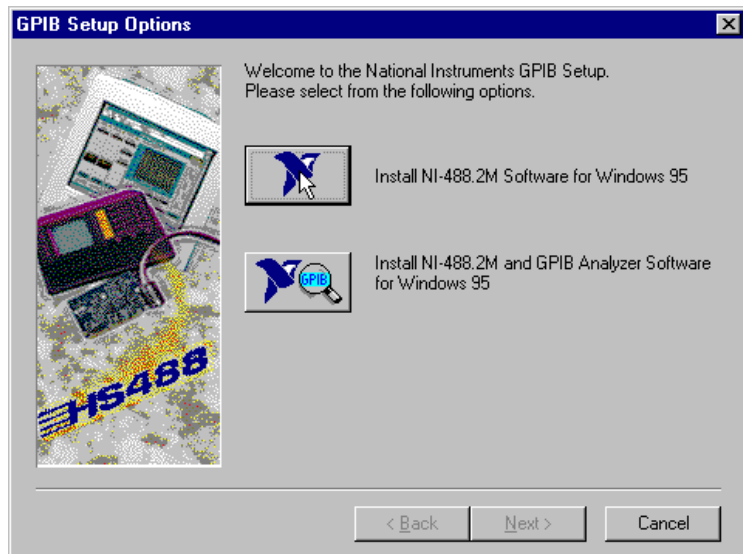 GPIB Setup Options
Welcome to the National Instruments GPIB Setup.
Please select from the following options.
Install NI-488.2M Software for Windows 95
GPIB
Install NI-488.2M and GPIB Analyzer Software
for Windows 95
HS488
< Back
Next >
Cancel